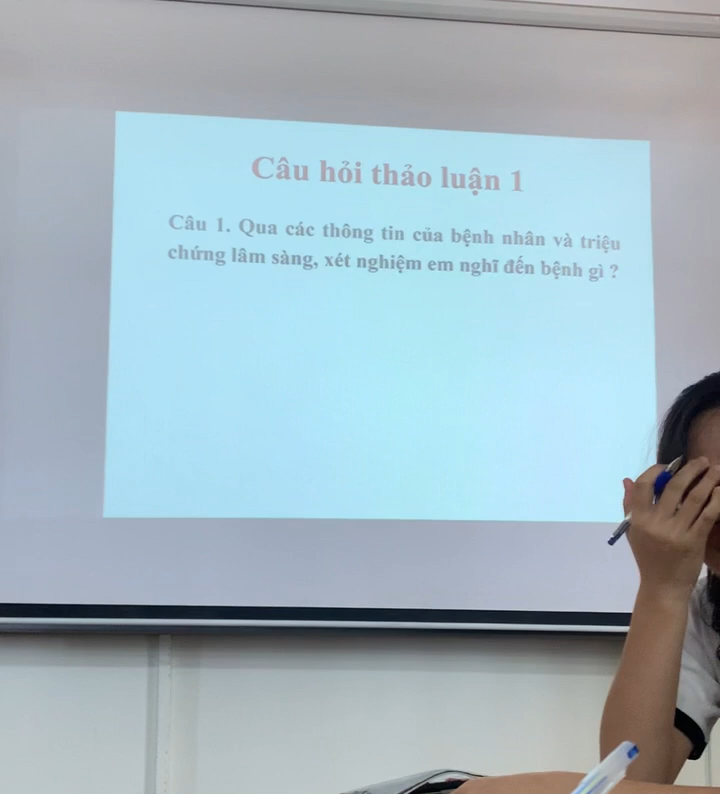 Câu hỏi thảo luận 1
Câu 1. Qua các thông tin của bệnh nhân và triệu
chứng lâm sàng, xét nghiệm em nghĩ đến bệnh gì ?